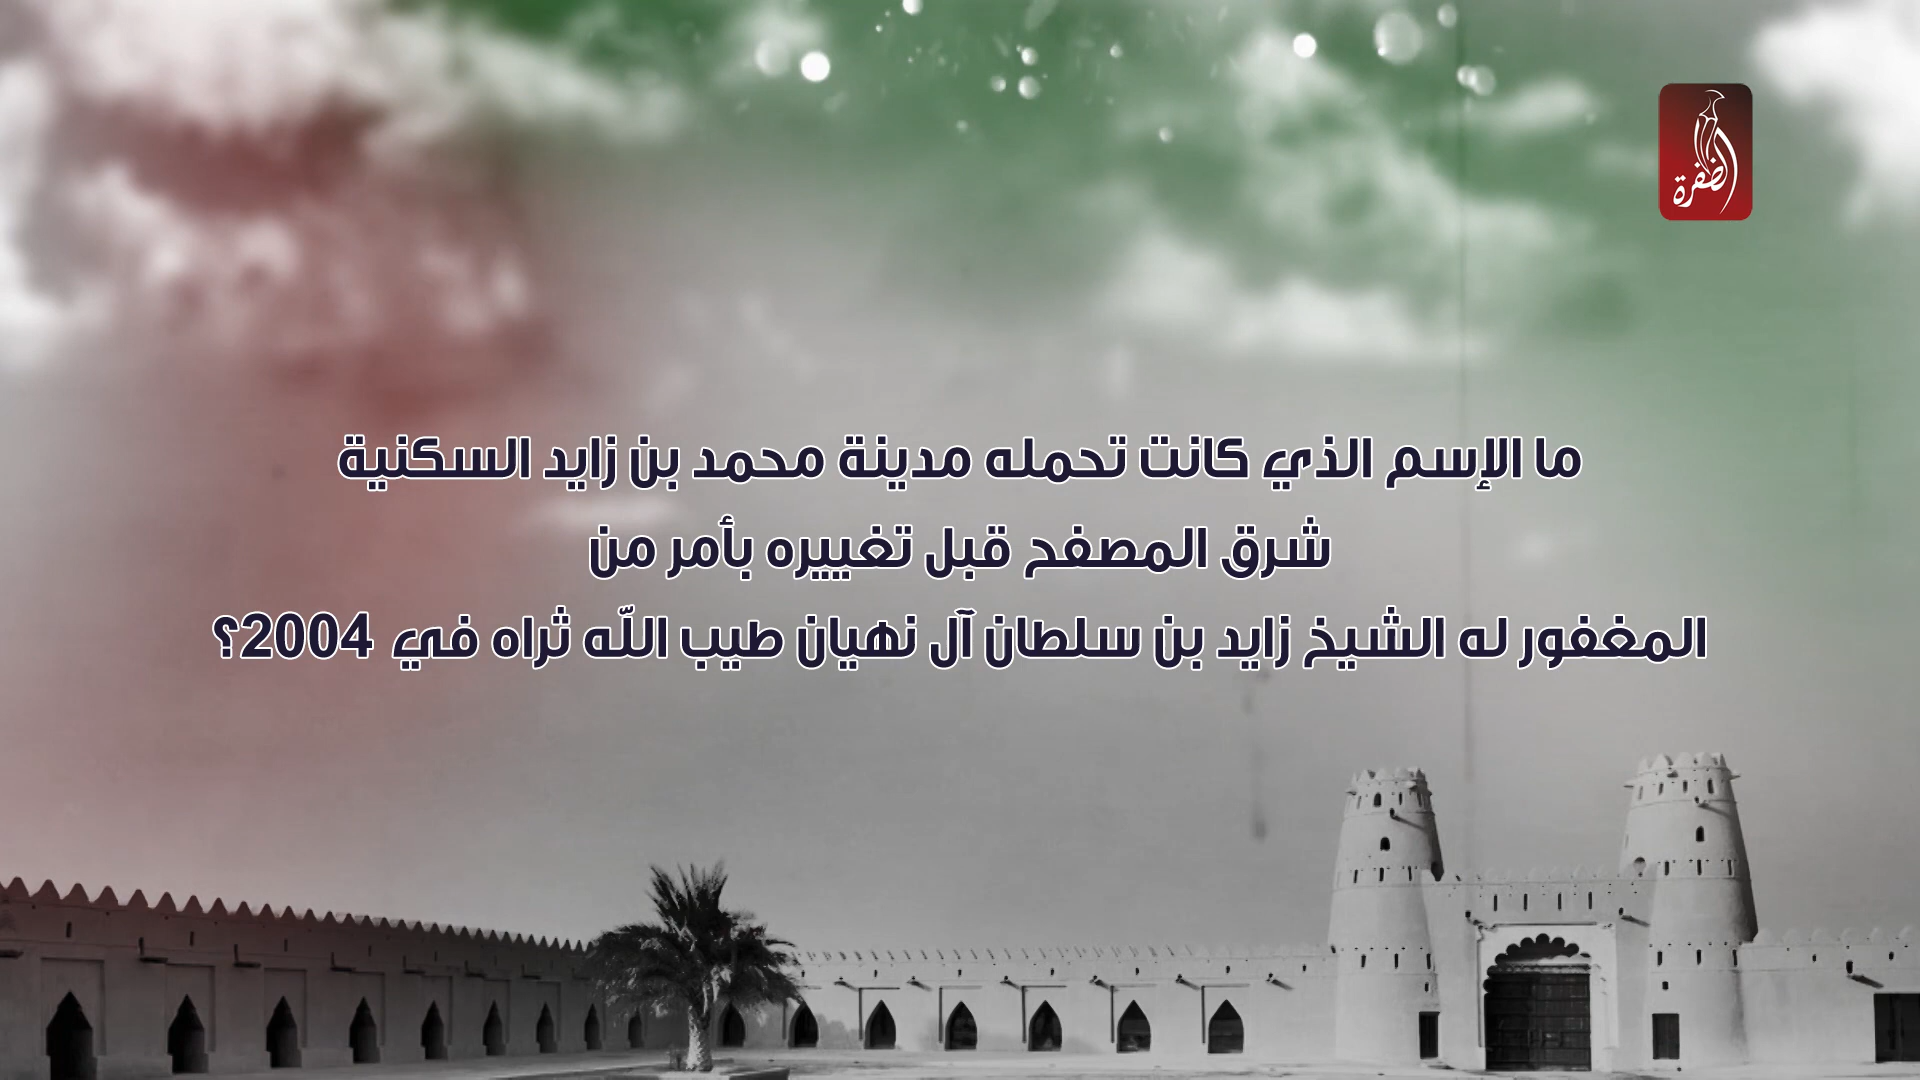 الظفرة
ما الإسم الذي كانت تحمله مدينة محمد بن زايد السكنية
شرق المصفح قبل تغييره بأمر من
المغفور له الشيخ زايد بن سلطان آل نهيان طيب الله ثراه في 2004؟